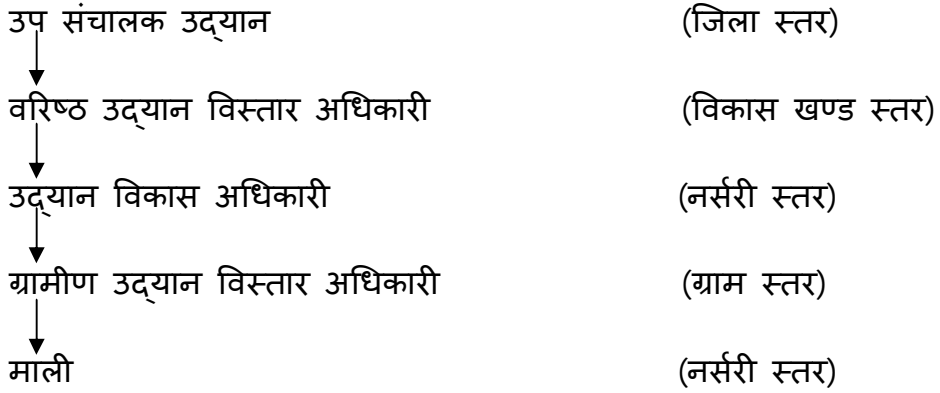 उप संचालक उद्यान (जिला स्तर)
वरिष्ठ उद्यान विस्तार अधिकारी (विकास खण्ड स्तर)
उद्यान विकास अधिकारी (नर्सरी स्तर)
ग्रामीण उद्यान विस्तार अधिकारी (ग्राम स्तर)
माली (नर्सरी स्तर)